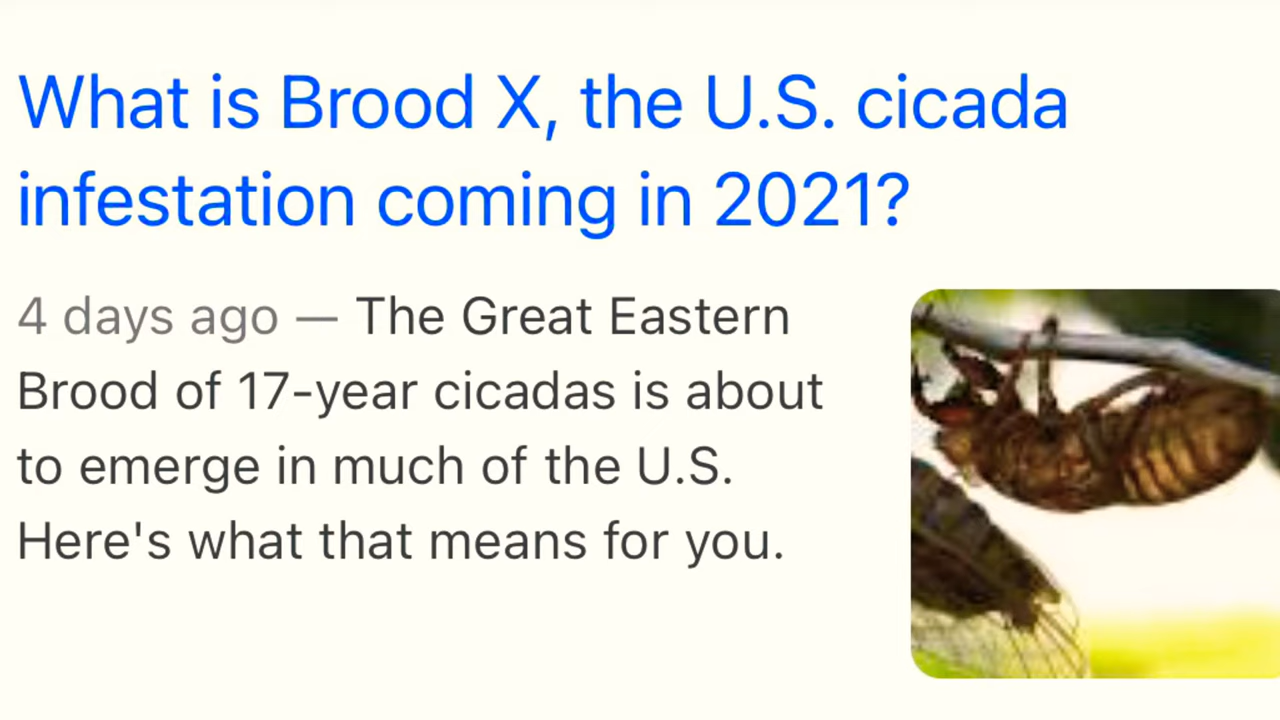 What is Brood X, the U.S. cicada
infestation coming in 2021?
4 days ago — The Great Eastern
Brood of 17-year cicadas is about
to emerge in much of the U.S.
Here's what that means for you.